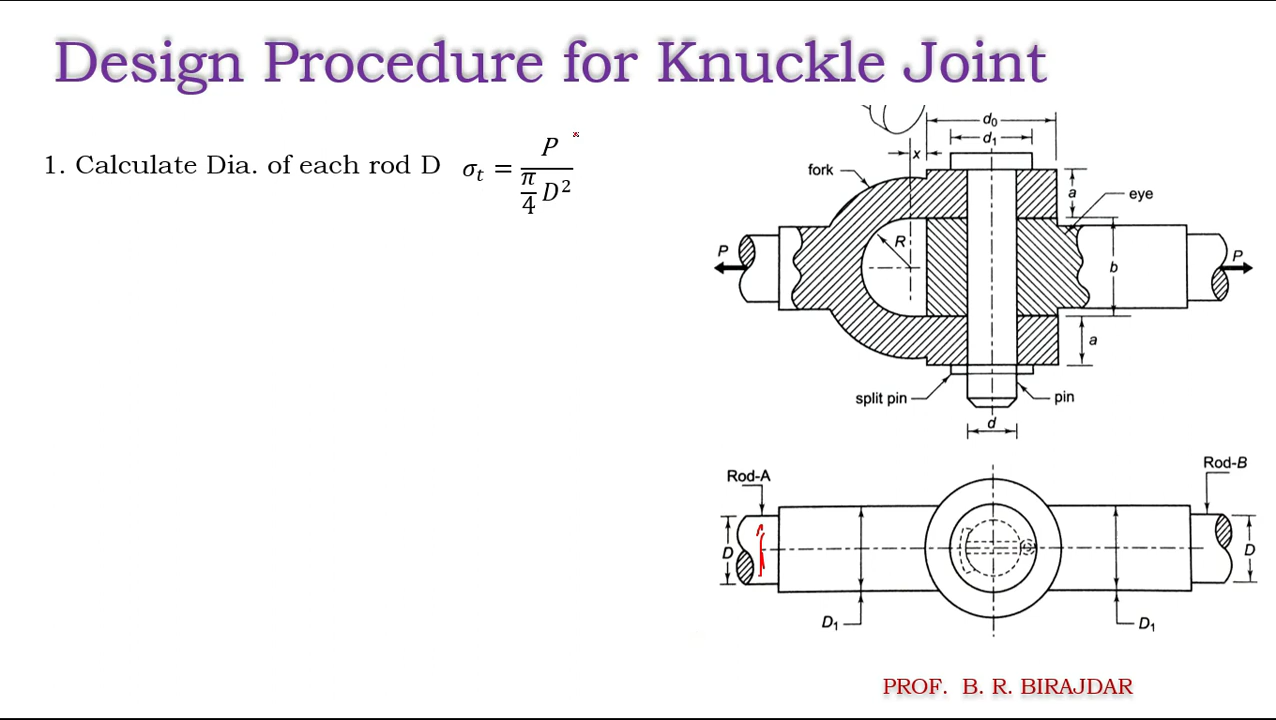 Design Procedure for Knuckle Joint
1. Calculate Dia. of each rod D σt = P / (π/4 D²)
d₀
d₁
x
fork
a
eye
R
P
P
b
a
split pin
pin
d
Rod-A
Rod-B
D
D
D₁
D₁
PROF. B. R. BIRAJDAR